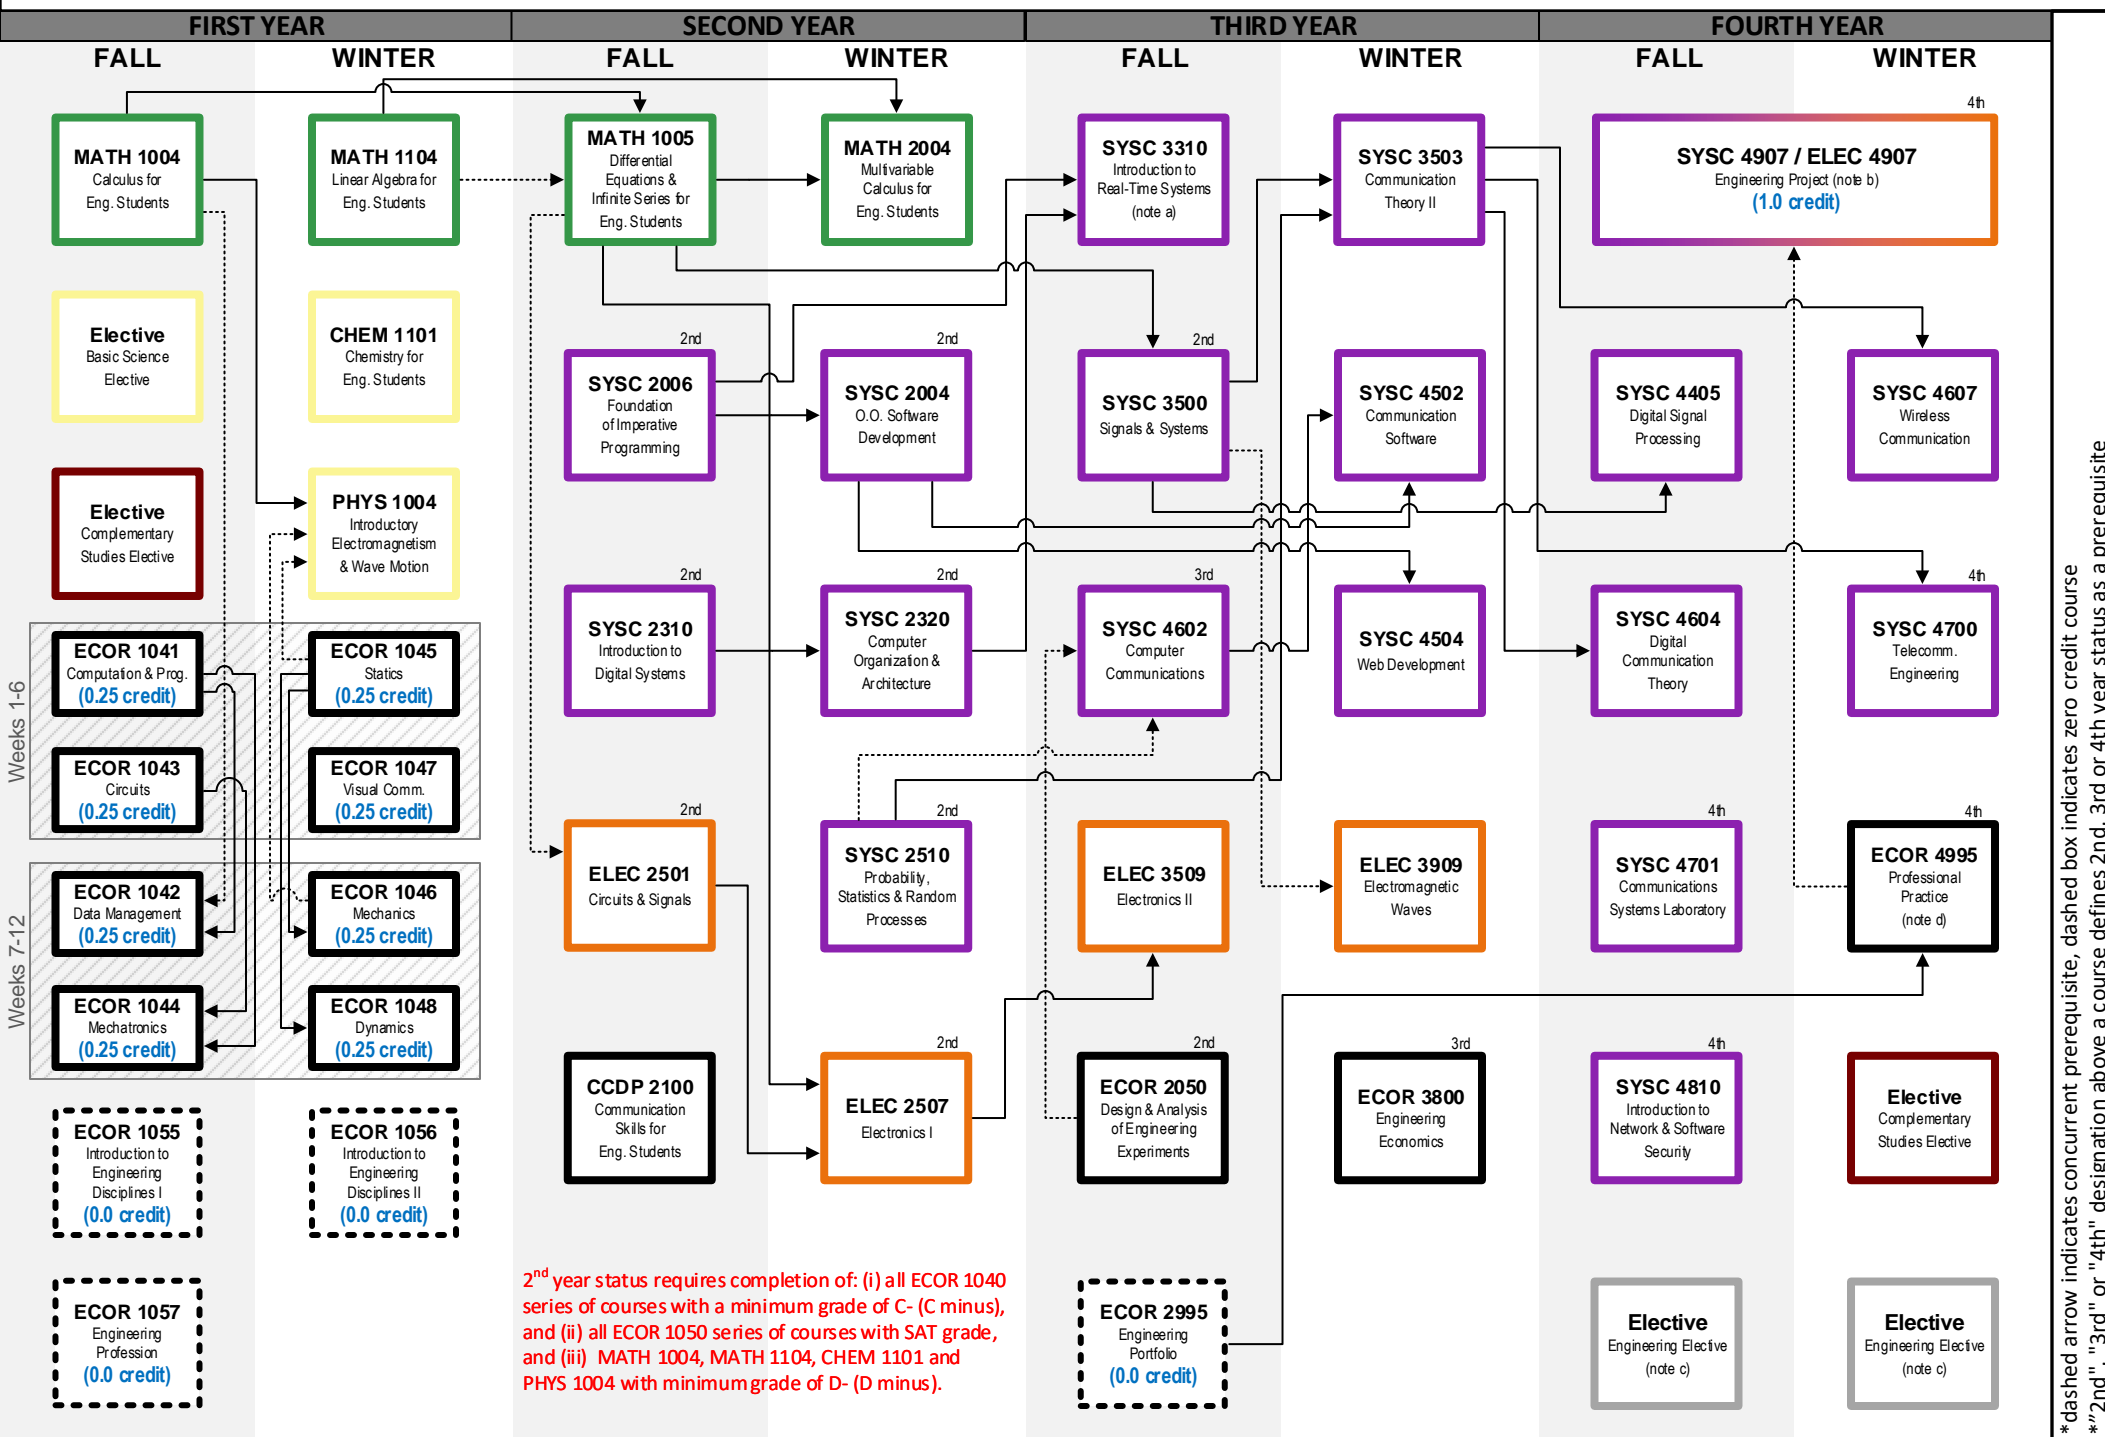 FIRST YEAR
SECOND YEAR
THIRD YEAR
FOURTH YEAR
FALL
WINTER
FALL
WINTER
FALL
WINTER
FALL
WINTER
MATH 1004
Calculus for
Eng. Students
MATH 1104
Linear Algebra for
Eng. Students
MATH 1005
Differential
Equations &
Infinite Series for
Eng. Students
MATH 2004
Multivariable
Calculus for
Eng. Students
SYSC 3310
Introduction to
Real-Time Systems
(note a)
SYSC 3503
Communication
Theory II
4th
SYSC 4907 / ELEC 4907
Engineering Project (note b)
(1.0 credit)
Elective
Basic Science
Elective
CHEM 1101
Chemistry for
Eng. Students
2nd
SYSC 2006
Foundation
of Imperative
Programming
2nd
SYSC 2004
O.O. Software
Development
2nd
SYSC 3500
Signals & Systems
SYSC 4502
Communication
Software
SYSC 4405
Digital Signal
Processing
SYSC 4607
Wireless
Communication
Elective
Complementary
Studies Elective
PHYS 1004
Introductory
Electromagnetism
& Wave Motion
2nd
SYSC 2310
Introduction to
Digital Systems
2nd
SYSC 2320
Computer
Organization &
Architecture
3rd
SYSC 4602
Computer
Communications
SYSC 4504
Web Development
SYSC 4604
Digital
Communication
Theory
4th
SYSC 4700
Telecomm.
Engineering
Weeks 1-6
ECOR 1041
Computation & Prog.
(0.25 credit)
ECOR 1045
Statics
(0.25 credit)
ECOR 1043
Circuits
(0.25 credit)
ECOR 1047
Visual Comm.
(0.25 credit)
Weeks 7-12
ECOR 1042
Data Management
(0.25 credit)
ECOR 1046
Mechanics
(0.25 credit)
ECOR 1044
Mechatronics
(0.25 credit)
ECOR 1048
Dynamics
(0.25 credit)
2nd
ELEC 2501
Circuits & Signals
2nd
SYSC 2510
Probability,
Statistics & Random
Processes
ELEC 3509
Electronics II
ELEC 3909
Electromagnetic
Waves
4th
SYSC 4701
Communications
Systems Laboratory
4th
ECOR 4995
Professional
Practice
(note d)
CCDP 2100
Communication
Skills for
Eng. Students
2nd
ELEC 2507
Electronics I
2nd
ECOR 2050
Design & Analysis
of Engineering
Experiments
3rd
ECOR 3800
Engineering
Economics
4th
SYSC 4810
Introduction to
Network & Software
Security
Elective
Complementary
Studies Elective
ECOR 1055
Introduction to
Engineering
Disciplines I
(0.0 credit)
ECOR 1056
Introduction to
Engineering
Disciplines II
(0.0 credit)
ECOR 1057
Engineering
Profession
(0.0 credit)
2nd year status requires completion of: (i) all ECOR 1040
series of courses with a minimum grade of C- (C minus),
and (ii) all ECOR 1050 series of courses with SAT grade,
and (iii) MATH 1004, MATH 1104, CHEM 1101 and
PHYS 1004 with minimum grade of D- (D minus).
ECOR 2995
Engineering
Portfolio
(0.0 credit)
Elective
Engineering Elective
(note c)
Elective
Engineering Elective
(note c)
*dashed arrow indicates concurrent prerequisite, dashed box indicates zero credit course
*"2nd", "3rd" or "4th" designation above a course defines 2nd, 3rd or 4th year status as a prerequisite